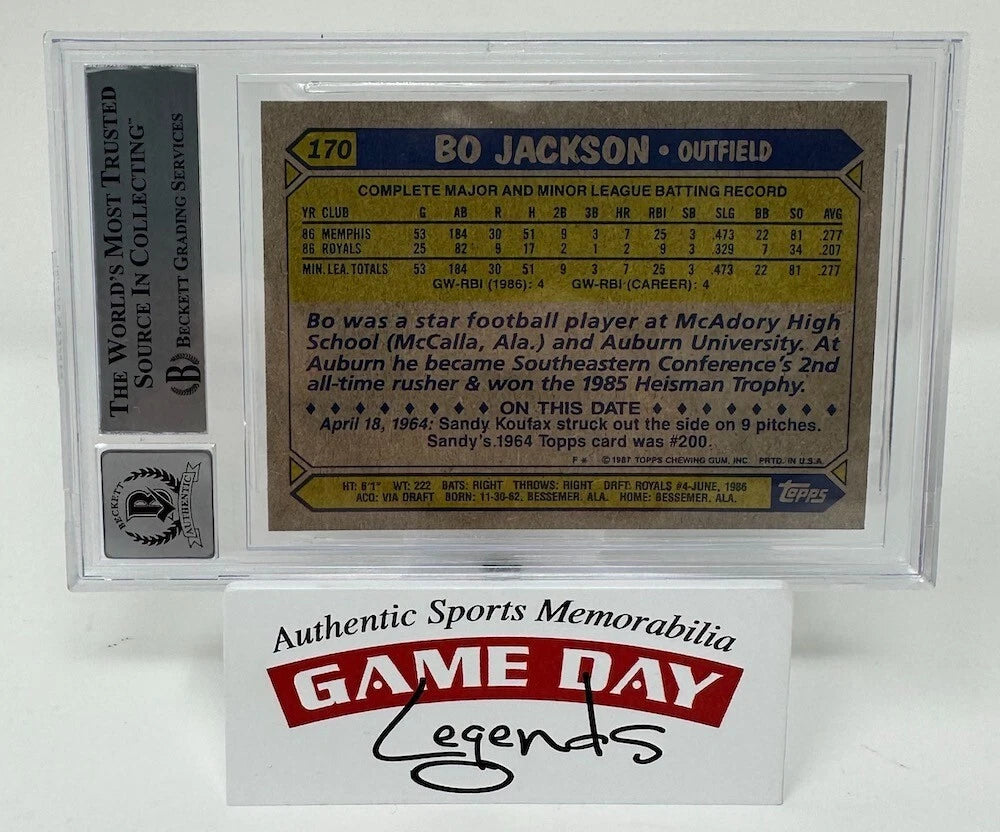 THE WORLD'S MOST TRUSTED
SOURCE IN COLLECTING™
BECKETT GRADING SERVICES
B
BECKETT
B
AUTHENTIC
170 BO JACKSON • OUTFIELD
COMPLETE MAJOR AND MINOR LEAGUE BATTING RECORD
YR CLUB G AB R H 2B 3B HR RBI SB SLG BB SO AVG
86 MEMPHIS 53 184 30 51 9 3 7 25 3 .473 22 81 .277
86 ROYALS 25 82 9 17 2 1 2 9 3 .329 7 34 .207
MIN. LEA. TOTALS 53 184 30 51 9 3 7 25 3 .473 22 81 .277
GW-RBI (1986): 4 GW-RBI (CAREER): 4
Bo was a star football player at McAdory High
School (McCalla, Ala.) and Auburn University. At
Auburn he became Southeastern Conference's 2nd
all-time rusher & won the 1985 Heisman Trophy.
♦ ♦ ♦ ♦ ♦ ♦ ♦ ♦ ON THIS DATE ♦ ♦ ♦ ♦ ♦ ♦ ♦ ♦
April 18, 1964: Sandy Koufax struck out the side on 9 pitches.
Sandy's 1964 Topps card was #200.
F* ©1987 TOPPS CHEWING GUM, INC. PRTD. IN U.S.A.
HT: 6'1" WT: 222 BATS: RIGHT THROWS: RIGHT DRFT: ROYALS #4-JUNE, 1986
ACQ: VIA DRAFT BORN: 11-30-62, BESSEMER, ALA. HOME: BESSEMER, ALA.
Topps
Authentic Sports Memorabilia
GAME DAY
Legends